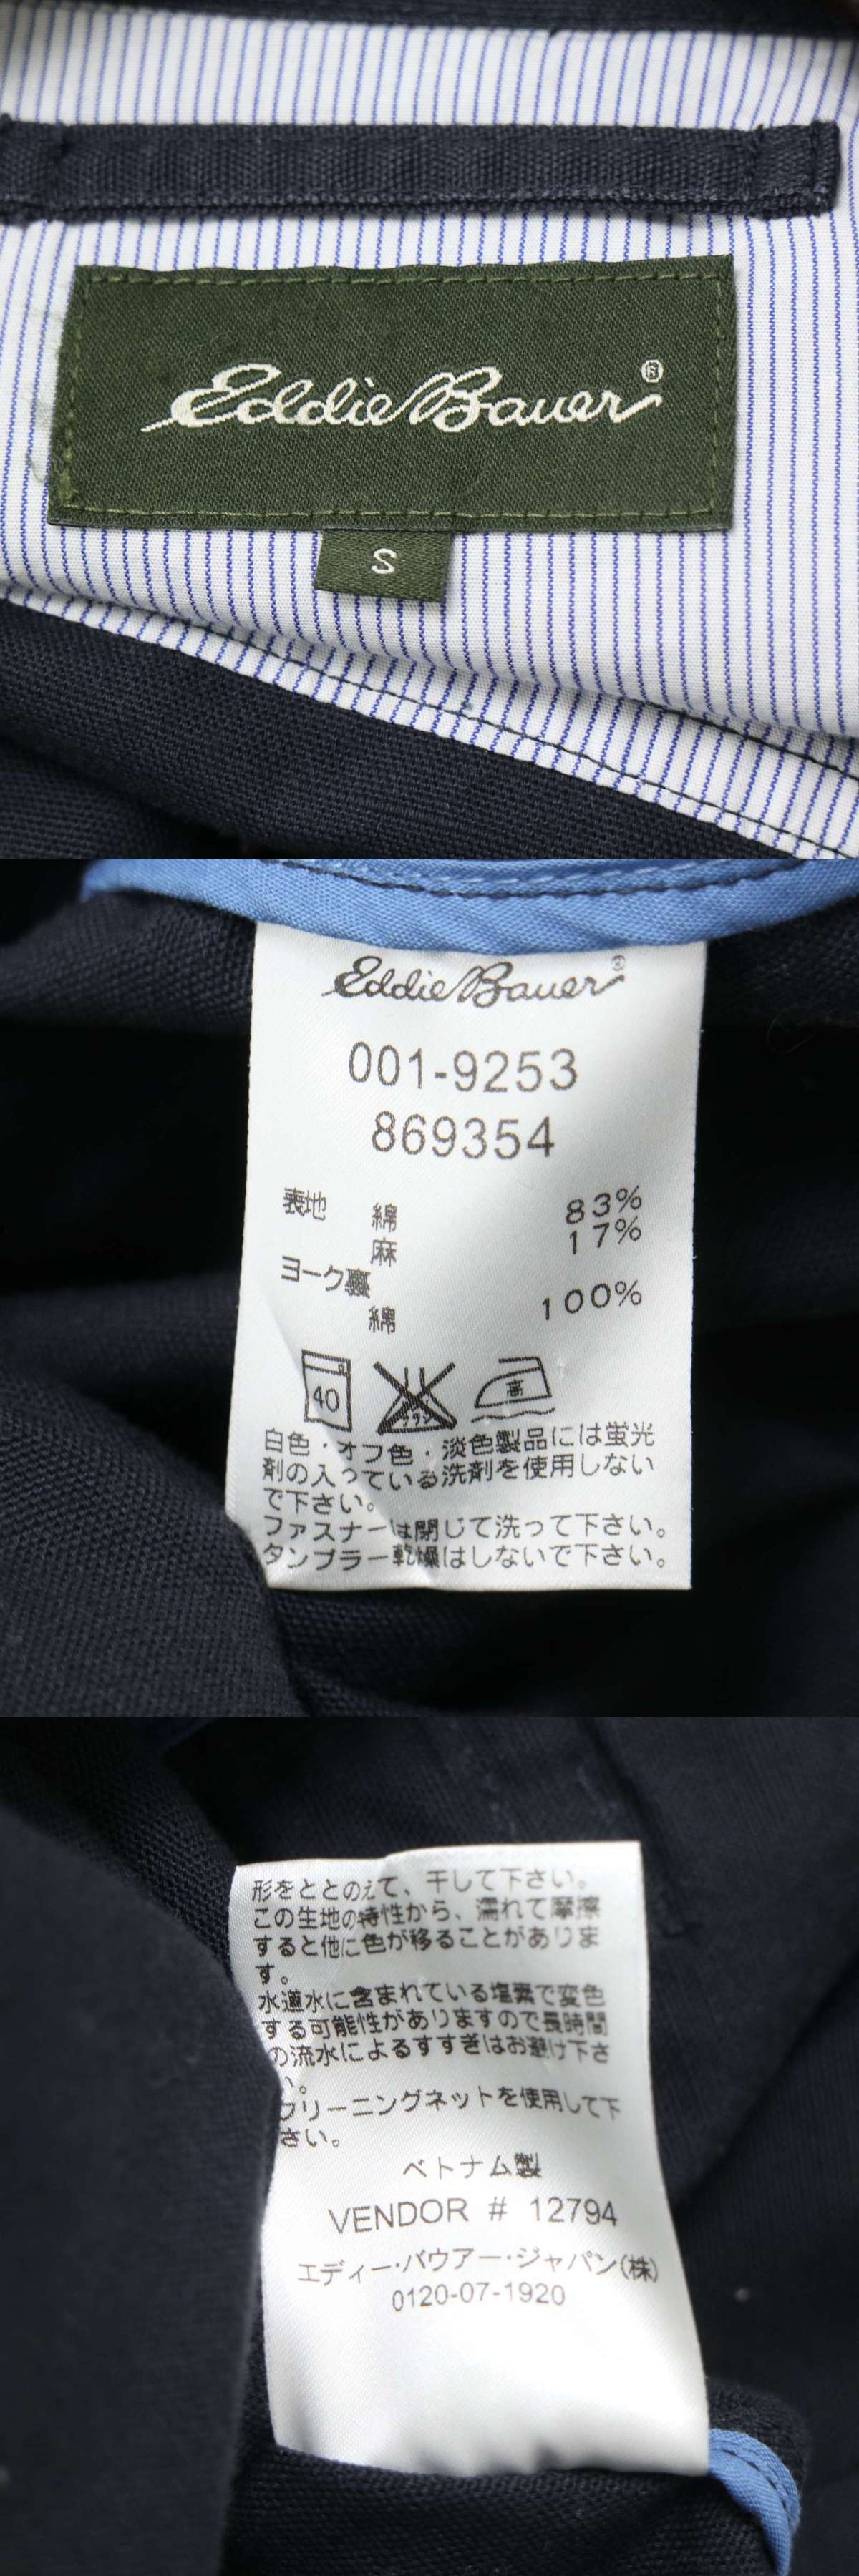 Eddie Bauer®
S
Eddie Bauer®
001-9253
869354
表地 綿 83%
麻 17%
ヨーク裏
綿 100%
40 高
白色・オフ色・淡色製品には蛍光
剤の入っている洗剤を使用しない
で下さい。
ファスナーは閉じて洗って下さい。
タンブラー乾燥はしないで下さい。
形をととのえて、干して下さい。
この生地の特性から、濡れて摩擦
すると他に色が移ることがありま
す。
水道水に含まれている塩素で変色
する可能性がありますので長時間
の流水によるすすぎはお避け下さ
い。
クリーニングネットを使用して下
さい。
ベトナム製
VENDOR # 12794
エディー・バウアー・ジャパン(株)
0120-07-1920